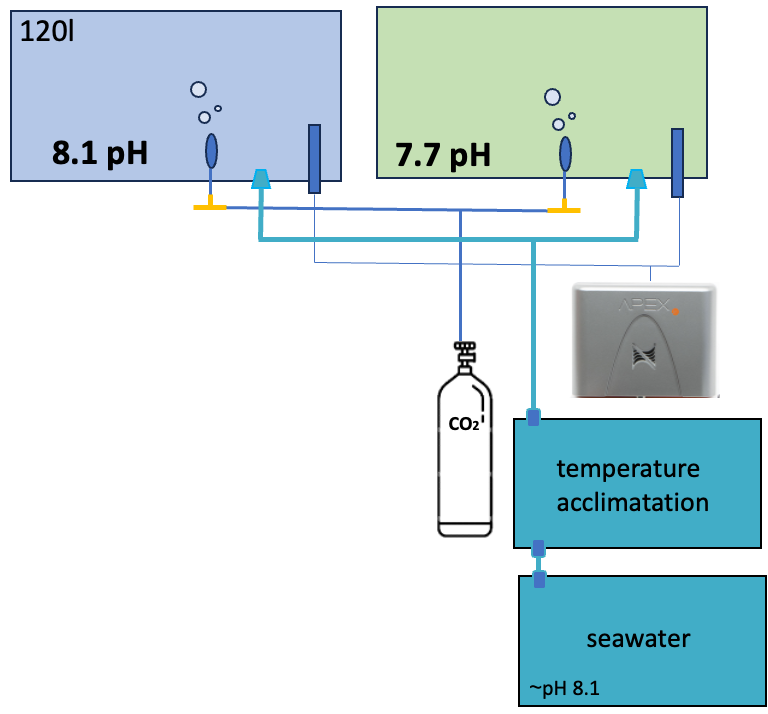 120l
8.1 pH
7.7 pH
APEX
CO₂
temperature
acclimatation
seawater
~pH 8.1